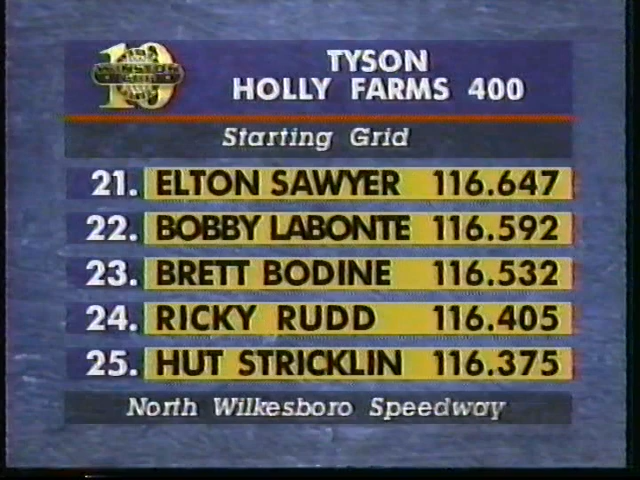 TYSON
HOLLY FARMS 400
Starting Grid
21. ELTON SAWYER 116.647
22. BOBBY LABONTE 116.592
23. BRETT BODINE 116.532
24. RICKY RUDD 116.405
25. HUT STRICKLIN 116.375
North Wilkesboro Speedway